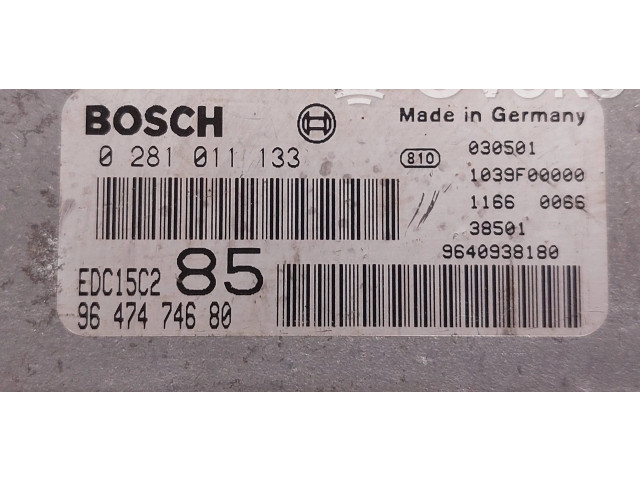 BOSCH
Made in Germany
0 281 011 133
810
030501
1039F00000
1166 0066
38501
9640938180
EDC15C2 85
96 474 746 80